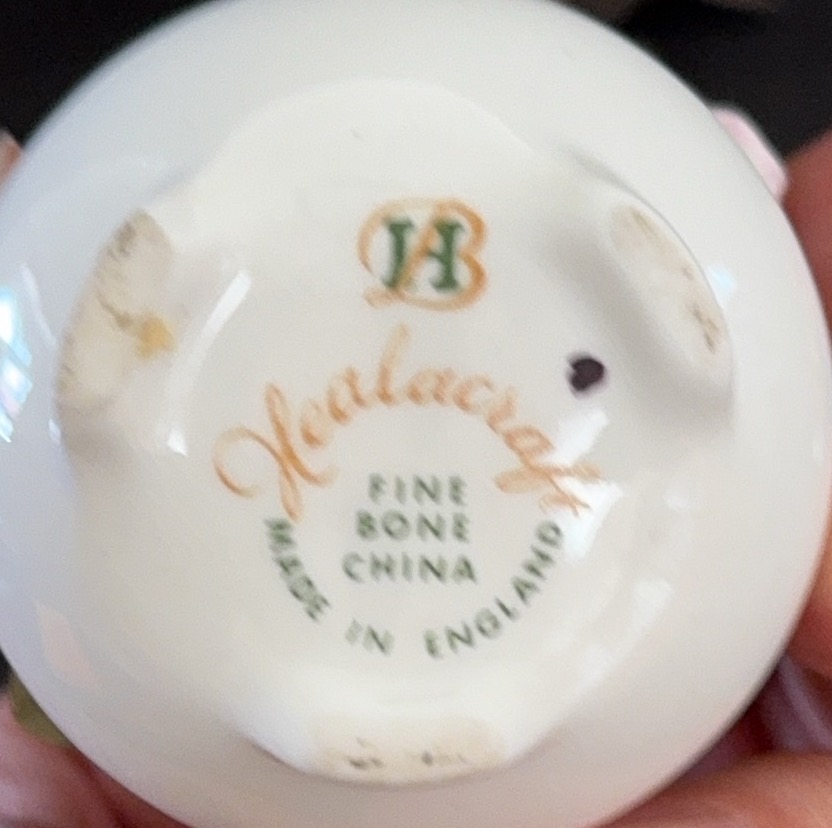 HB
Healacraft
FINE
BONE
CHINA
MADE IN ENGLAND